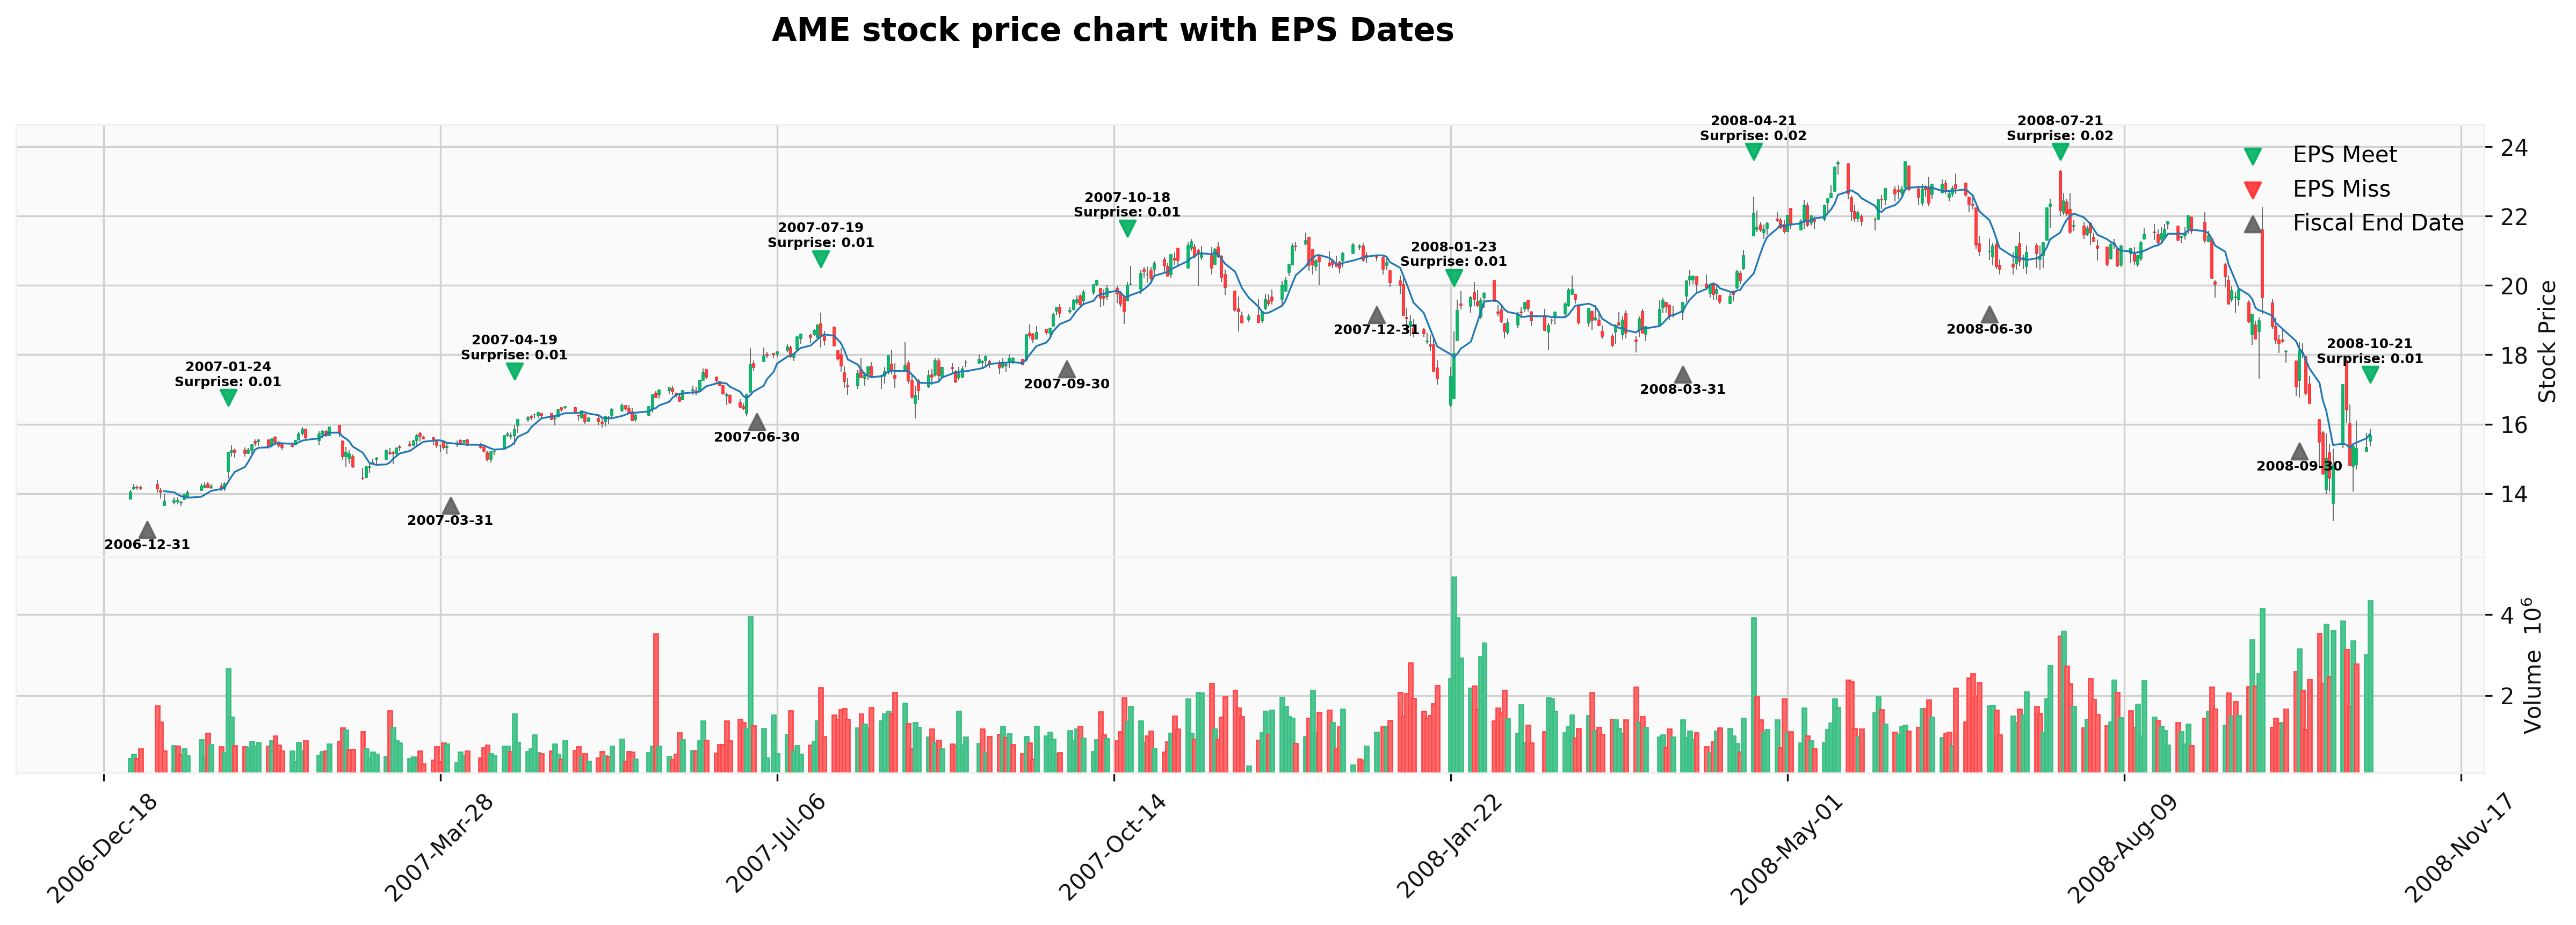 AME stock price chart with EPS Dates
2008-04-21
Surprise: 0.02
2008-07-21
Surprise: 0.02
24
EPS Meet
EPS Miss
Fiscal End Date
2007-10-18
Surprise: 0.01
22
2007-07-19
Surprise: 0.01
2008-01-23
Surprise: 0.01
20
2007-12-31
2008-06-30
2007-04-19
Surprise: 0.01
2008-10-21
Surprise: 0.01
18
Stock Price
2007-01-24
Surprise: 0.01
2007-09-30
2008-03-31
16
2007-06-30
2008-09-30
14
2007-03-31
2006-12-31
4
2
Volume 10⁶
2006-Dec-18
2007-Mar-28
2007-Jul-06
2007-Oct-14
2008-Jan-22
2008-May-01
2008-Aug-09
2008-Nov-17